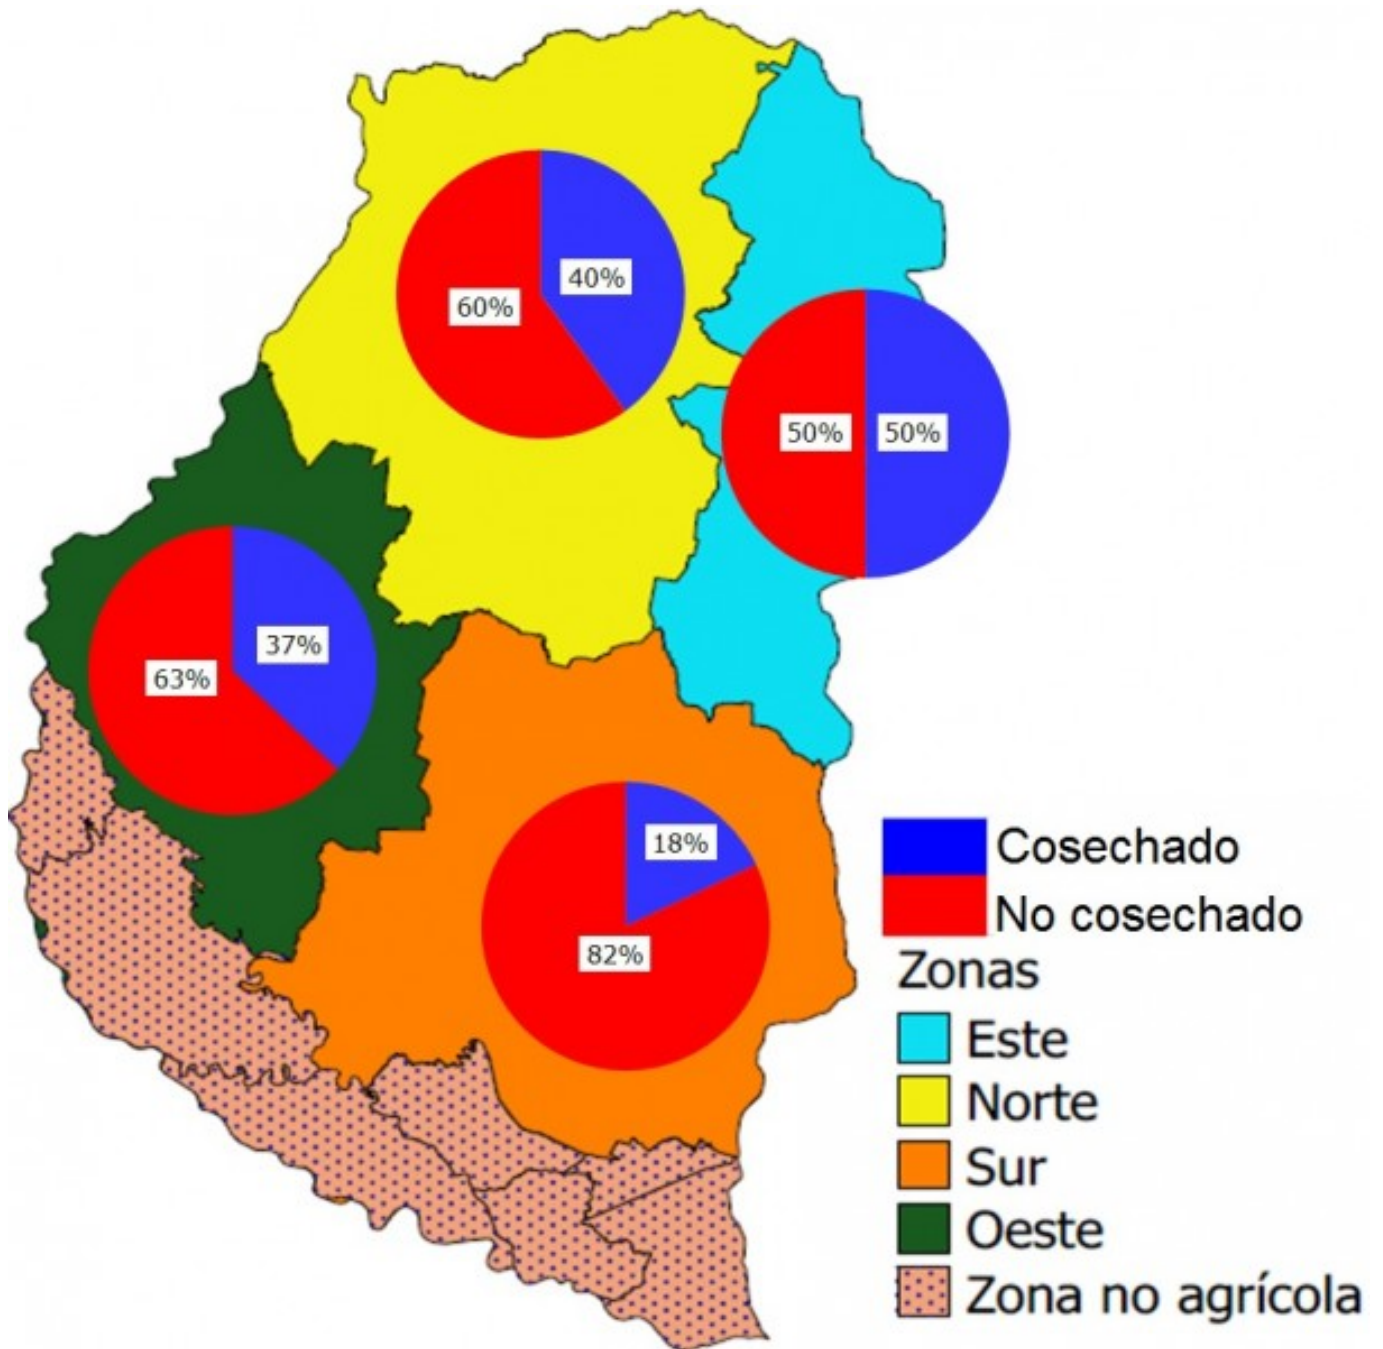 40%
60%
50%
50%
37%
63%
18%
82%
Cosechado
No cosechado
Zonas
Este
Norte
Sur
Oeste
Zona no agrícola